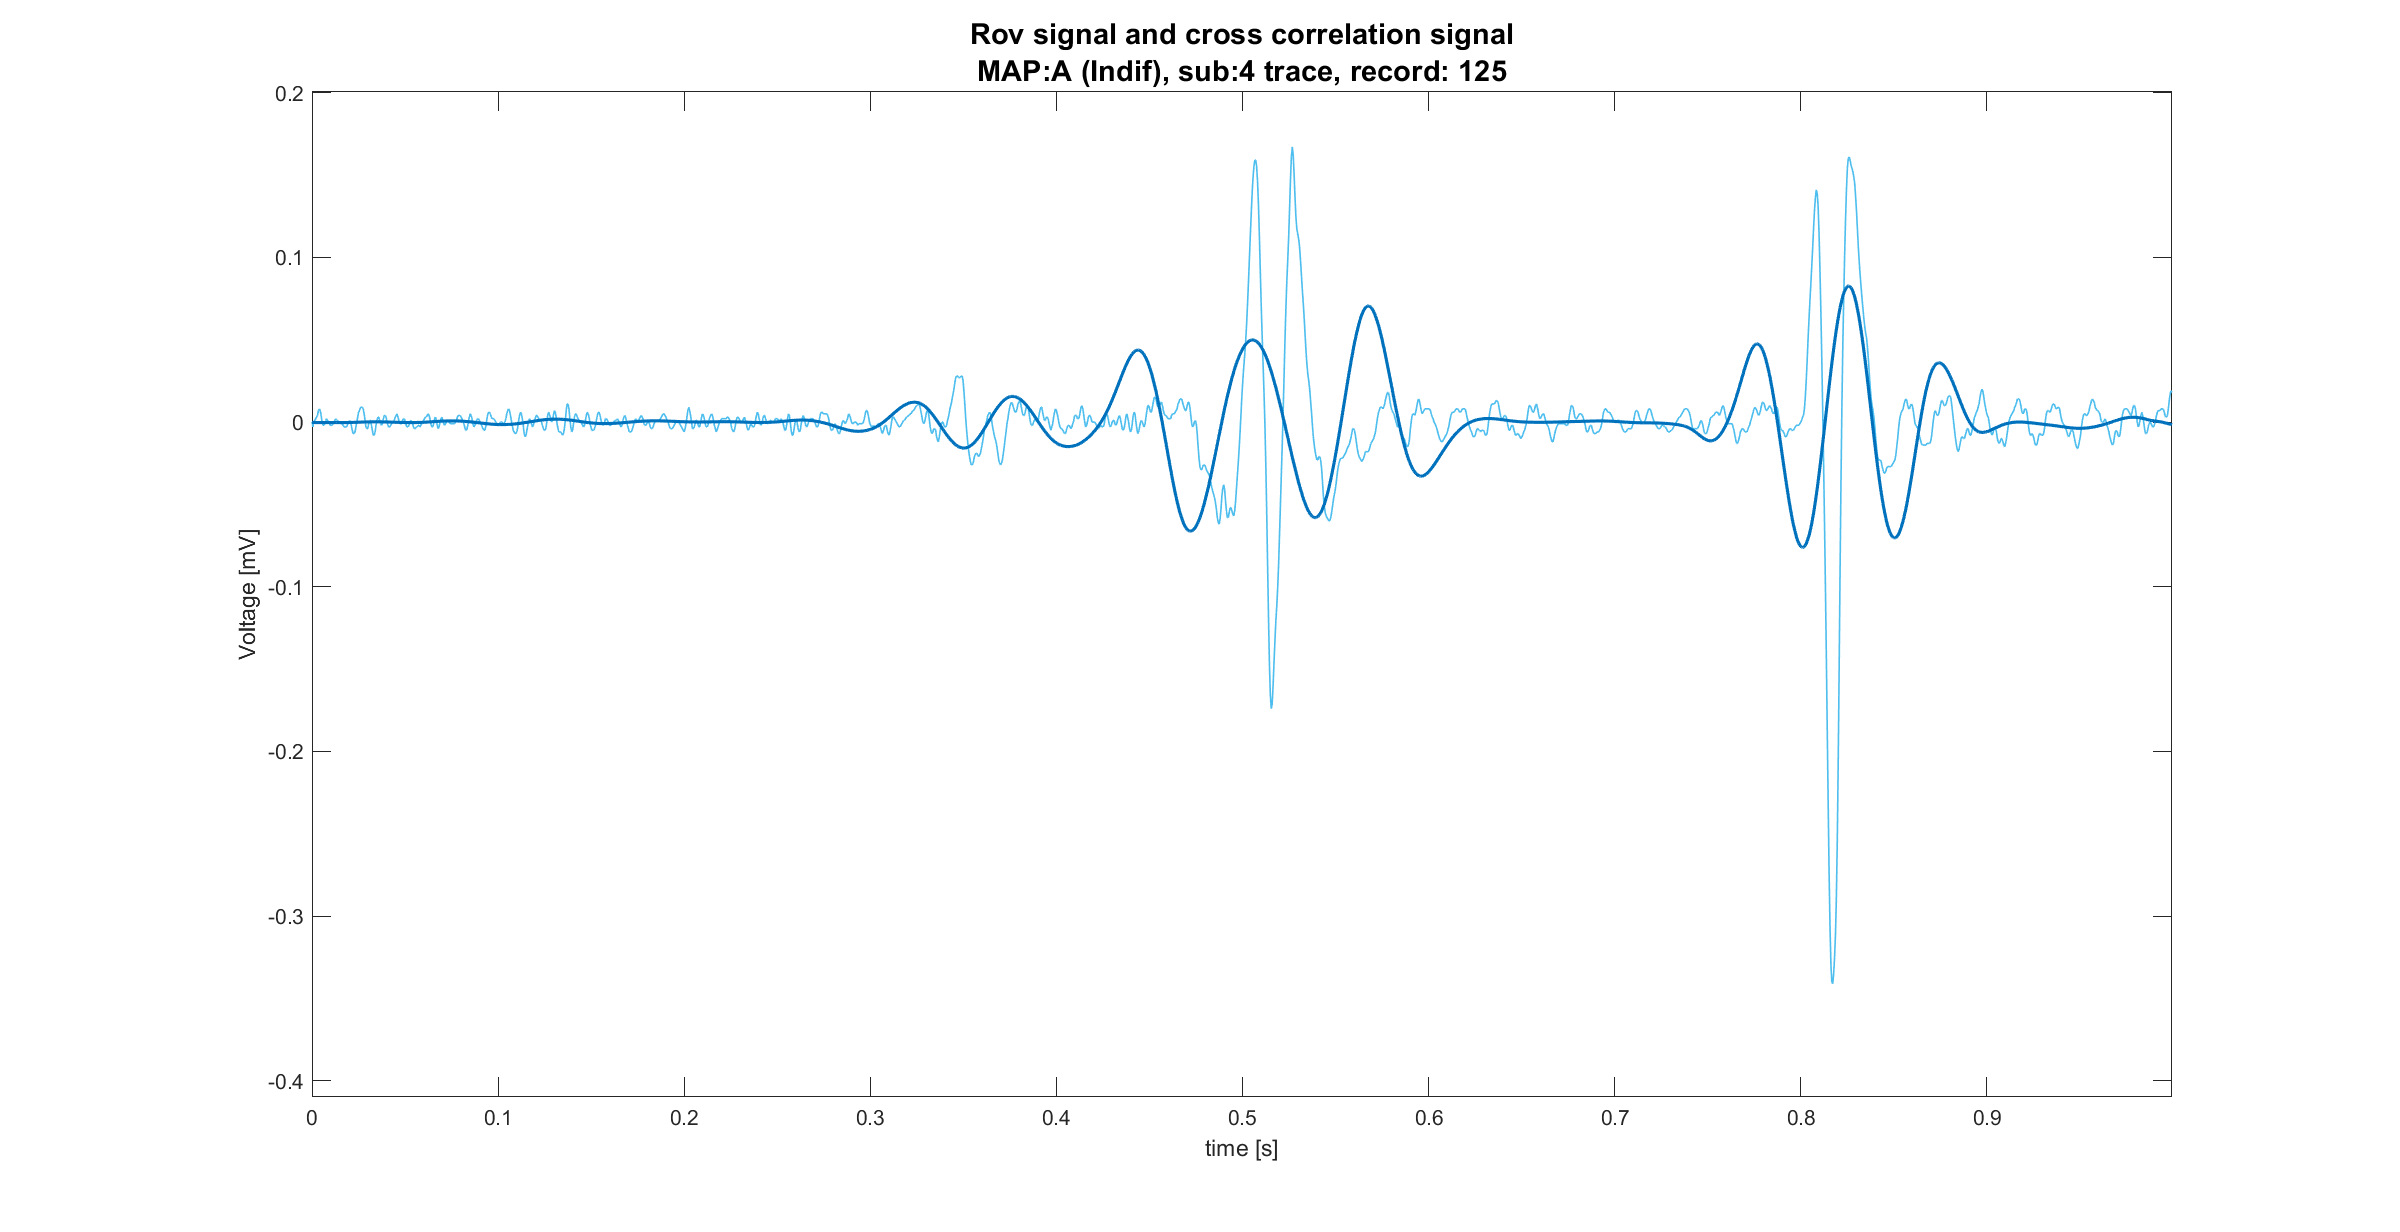 Rov signal and cross correlation signal
MAP:A (Indif), sub:4 trace, record: 125
0.2
0.1
0
-0.1
-0.2
-0.3
-0.4
Voltage [mV]
0 0.1 0.2 0.3 0.4 0.5 0.6 0.7 0.8 0.9
time [s]